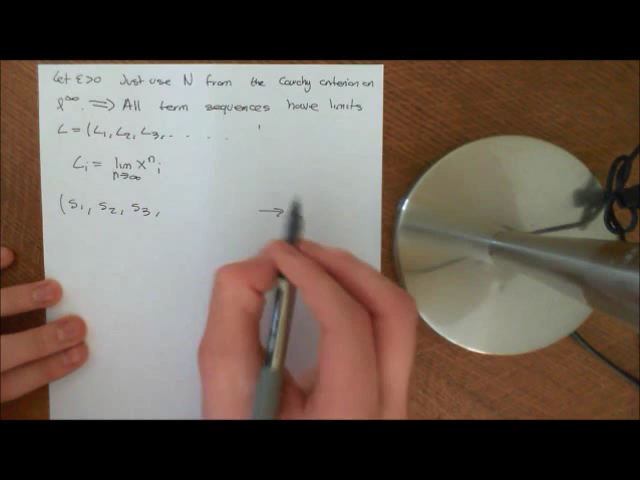 Let ε>0 Just use N from the Cauchy criterion on
ℓ^∞. ⟹ All term sequences have limits
L = (L₁, L₂, L₃, . . . .
Lᵢ = lim n→∞ xⁿᵢ
(S₁, S₂, S₃, →